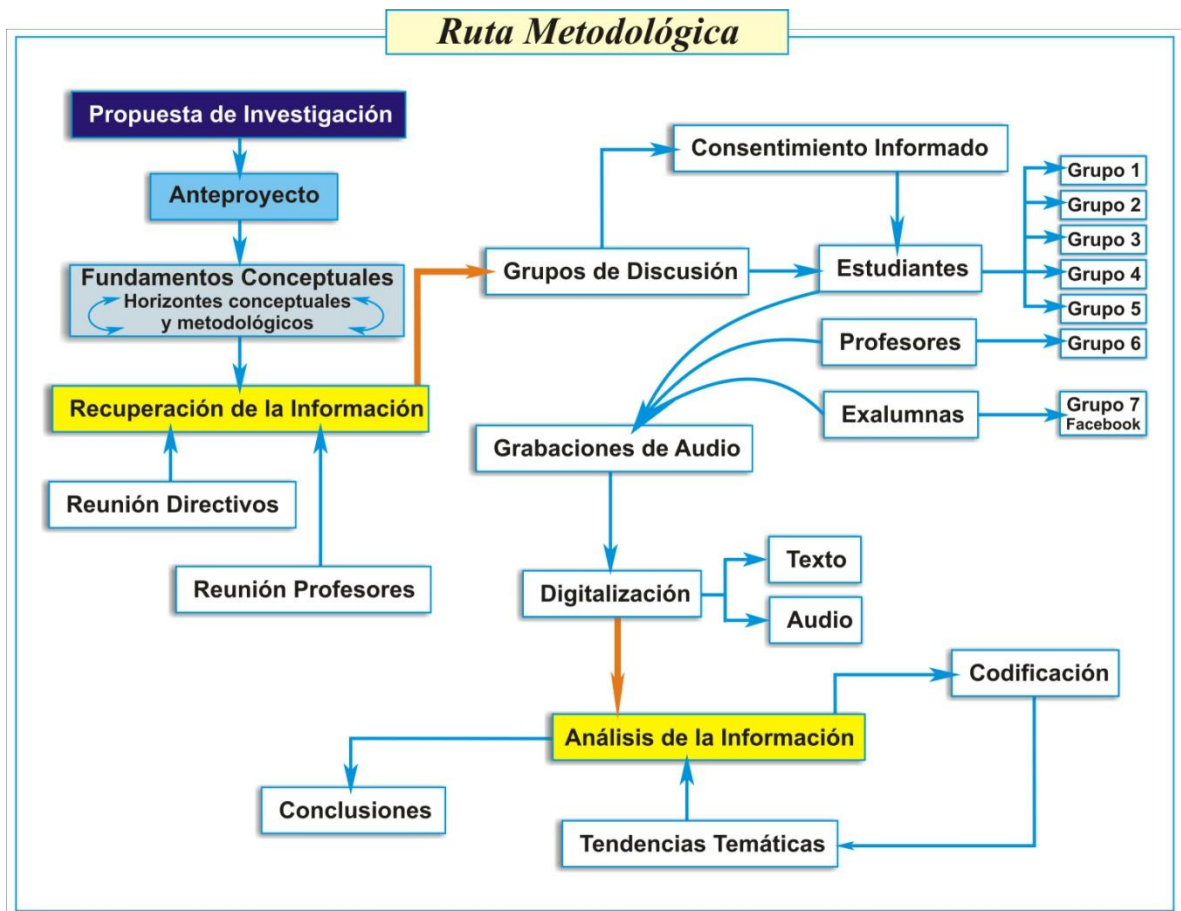 Ruta Metodológica
Propuesta de Investigación
Anteproyecto
Fundamentos Conceptuales
Horizontes conceptuales
y metodológicos
Recuperación de la Información
Reunión Directivos
Reunión Profesores
Consentimiento Informado
Grupos de Discusión
Estudiantes
Grupo 1
Grupo 2
Grupo 3
Grupo 4
Grupo 5
Profesores
Grupo 6
Exalumnas
Grupo 7
Facebook
Grabaciones de Audio
Digitalización
Texto
Audio
Análisis de la Información
Codificación
Conclusiones
Tendencias Temáticas